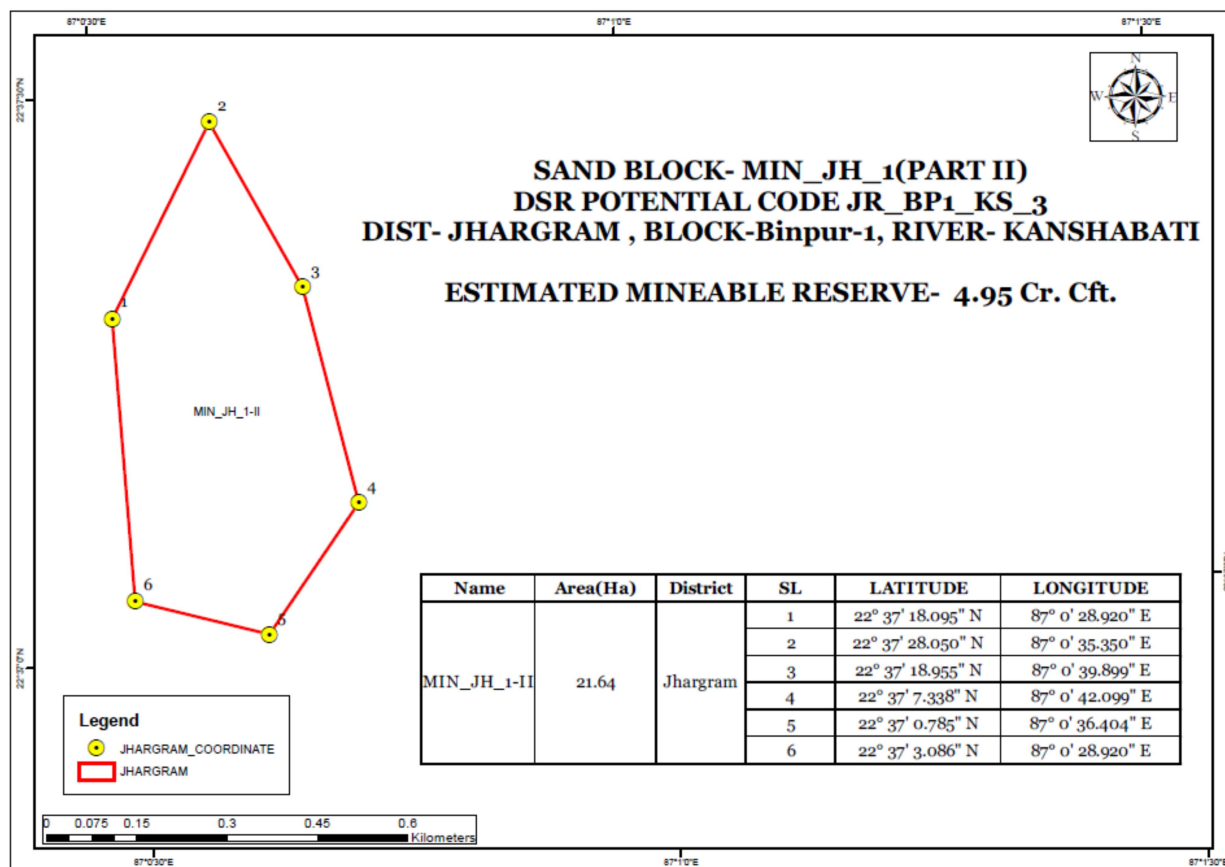 87°0'30"E 87°1'0"E 87°1'30"E
22°37'30"N
N
W E
S
2
SAND BLOCK- MIN_JH_1(PART II)
DSR POTENTIAL CODE JR_BP1_KS_3
DIST- JHARGRAM , BLOCK-Binpur-1, RIVER- KANSHABATI
3
ESTIMATED MINEABLE RESERVE- 4.95 Cr. Cft.
1
MIN_JH_1-II
4
6
Name Area(Ha) District SL LATITUDE LONGITUDE
1 22° 37' 18.095" N 87° 0' 28.920" E
2 22° 37' 28.050" N 87° 0' 35.350" E
3 22° 37' 18.955" N 87° 0' 39.899" E
MIN_JH_1-II 21.64 Jhargram
4 22° 37' 7.338" N 87° 0' 42.099" E
5 22° 37' 0.785" N 87° 0' 36.404" E
6 22° 37' 3.086" N 87° 0' 28.920" E
22°37'0"N
Legend
JHARGRAM_COORDINATE
JHARGRAM
0 0.075 0.15 0.3 0.45 0.6
Kilometers
87°0'30"E 87°1'0"E 87°1'30"E